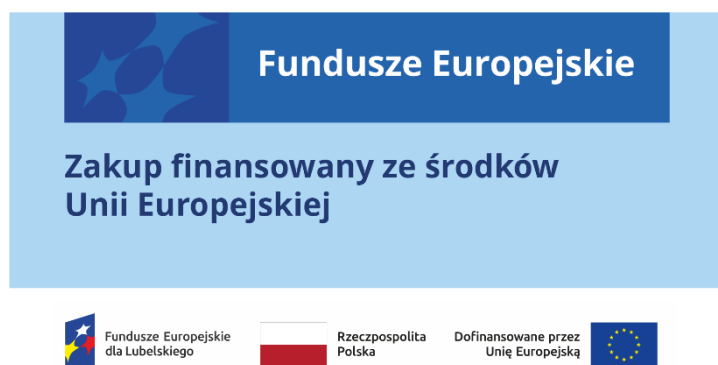 Fundusze Europejskie
Zakup finansowany ze środków
Unii Europejskiej
Fundusze Europejskie
dla Lubelskiego
Rzeczpospolita
Polska
Dofinansowane przez
Unię Europejską